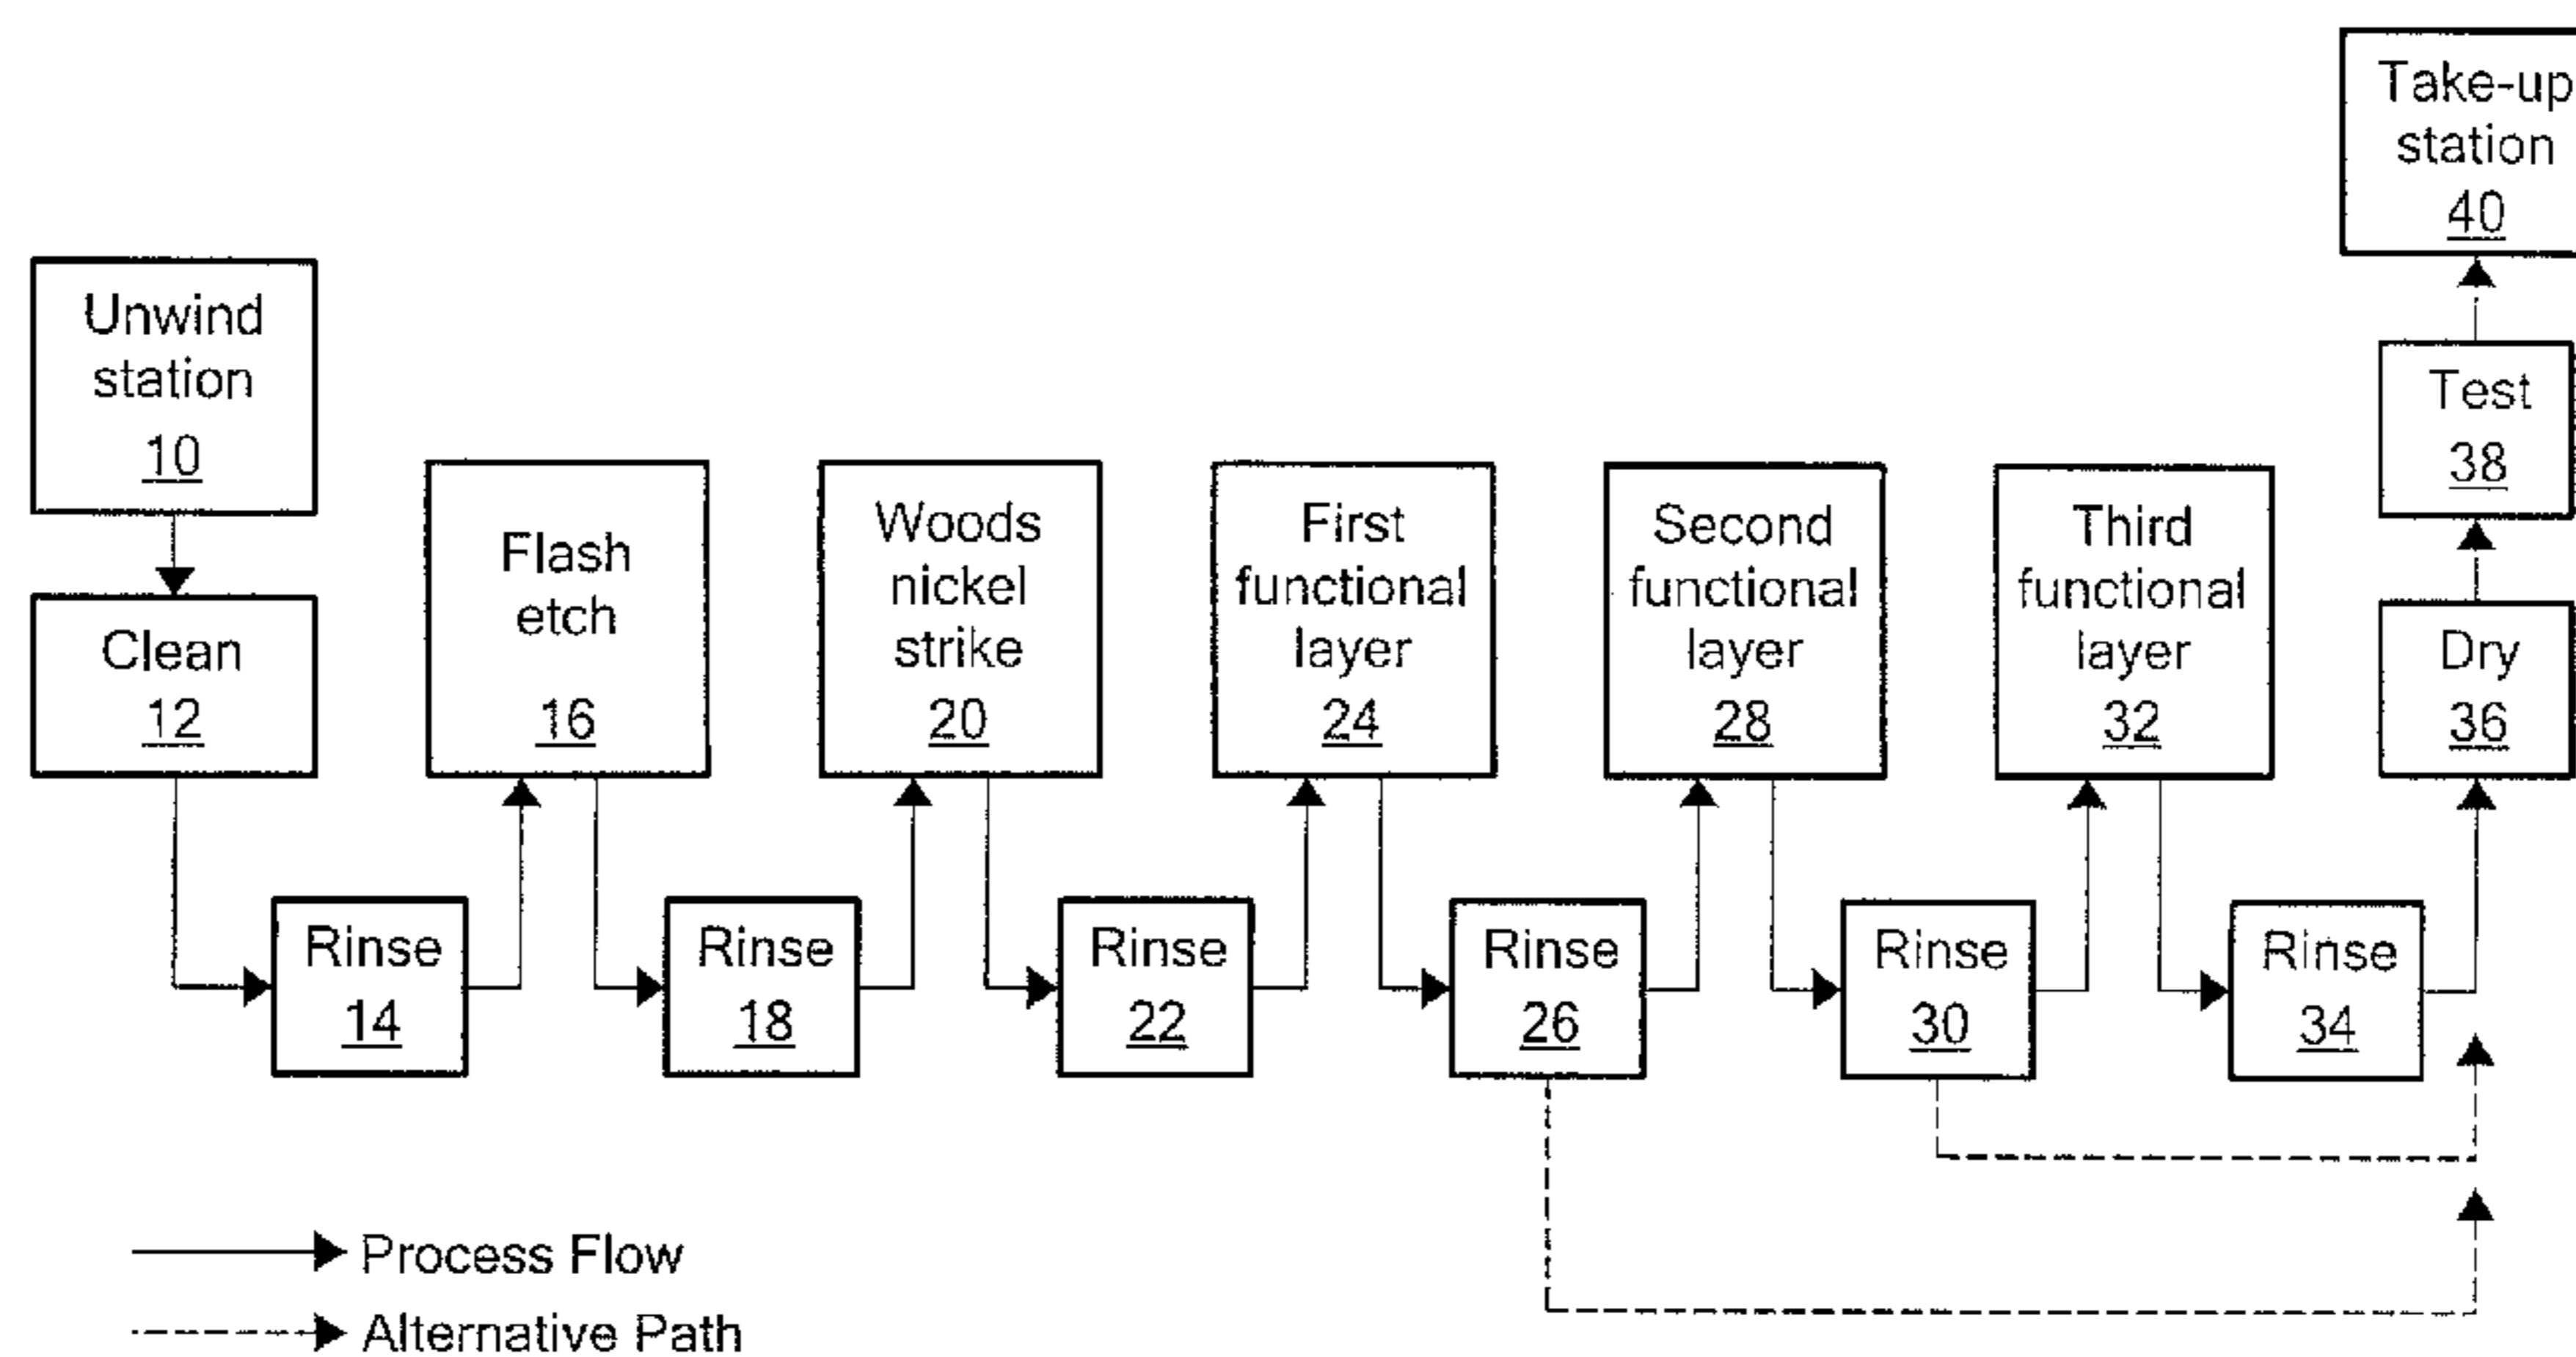 Unwind
station
10
Clean
12
Rinse
14
Flash
etch
16
Rinse
18
Woods
nickel
strike
20
Rinse
22
First
functional
layer
24
Rinse
26
Second
functional
layer
28
Rinse
30
Third
functional
layer
32
Rinse
34
Dry
36
Test
38
Take-up
station
40
Process Flow
Alternative Path